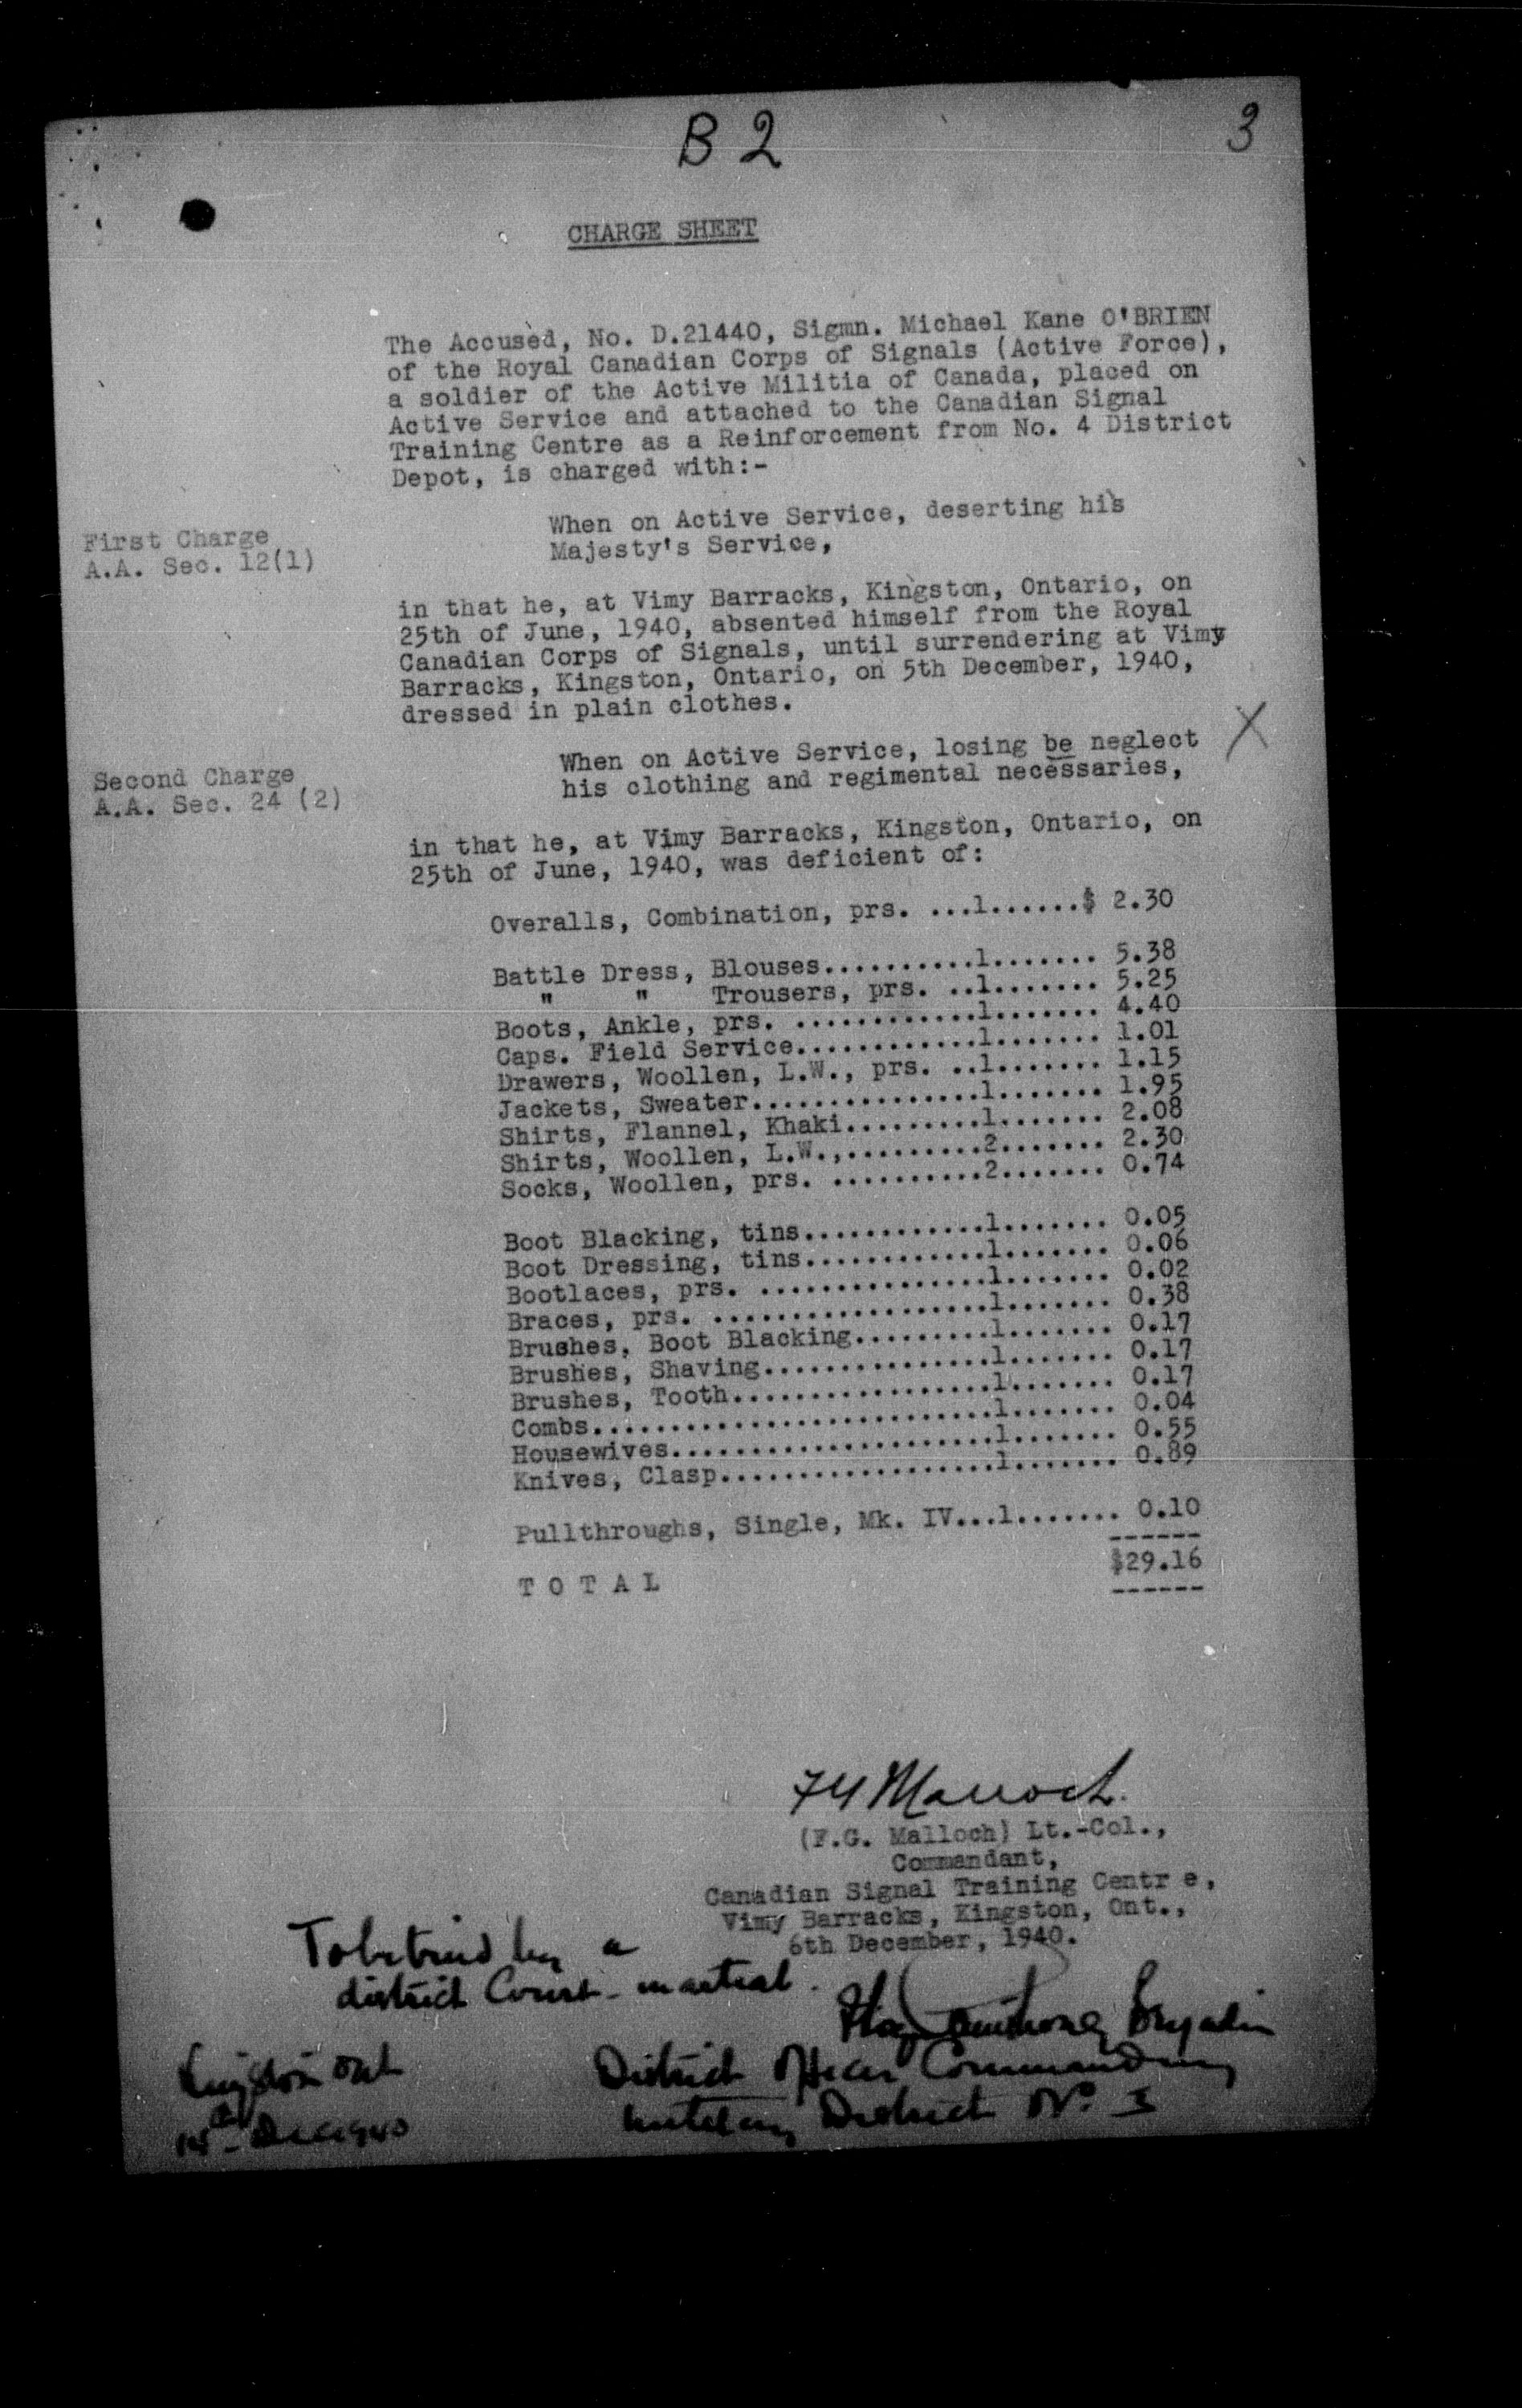 B 2
3
CHARGE SHEET
The Accused, No. D.21440, Sigmn. Michael Kane O'BRIEN
of the Royal Canadian Corps of Signals (Active Force),
a soldier of the Active Militia of Canada, placed on
Active Service and attached to the Canadian Signal
Training Centre as a Reinforcement from No. 4 District
Depot, is charged with:-
First Charge
A.A. Sec. 12(1)
When on Active Service, deserting his
Majesty's Service,
in that he, at Vimy Barracks, Kingston, Ontario, on
25th of June, 1940, absented himself from the Royal
Canadian Corps of Signals, until surrendering at Vimy
Barracks, Kingston, Ontario, on 5th December, 1940,
dressed in plain clothes.
Second Charge
A.A. Sec. 24 (2)
When on Active Service, losing be neglect X
his clothing and regimental necessaries,
in that he, at Vimy Barracks, Kingston, Ontario, on
25th of June, 1940, was deficient of:
Overalls, Combination, prs. ...1......$ 2.30
Battle Dress, Blouses...........1....... 5.38
" " Trousers, prs. ..1....... 5.25
Boots, Ankle, prs. .............1....... 4.40
Caps. Field Service.............1....... 1.01
Drawers, Woollen, L.W., prs. ..1....... 1.15
Jackets, Sweater...............1....... 1.95
Shirts, Flannel, Khaki.........1....... 2.08
Shirts, Woollen, L.W.,.........2....... 2.30
Socks, Woollen, prs. ..........2....... 0.74
Boot Blacking, tins............1....... 0.05
Boot Dressing, tins............1....... 0.06
Bootlaces, prs. ...............1....... 0.02
Braces, prs. ..................1....... 0.38
Brushes, Boot Blacking.........1....... 0.17
Brushes, Shaving...............1....... 0.17
Brushes, Tooth.................1....... 0.17
Combs..........................1....... 0.04
Housewives.....................1....... 0.55
Knives, Clasp..................1....... 0.89
Pullthroughs, Single, Mk. IV...1....... 0.10
------
T O T A L $29.16
------
F G Malloch.
(F.G. Malloch) Lt.-Col.,
Commandant,
Canadian Signal Training Centr e,
Vimy Barracks, Kingston, Ont.,
6th December, 1940.
To be tried by a
district Court-martial.
District Officer Commanding
Military District No. 3
Kingston Ont
Dec 1940